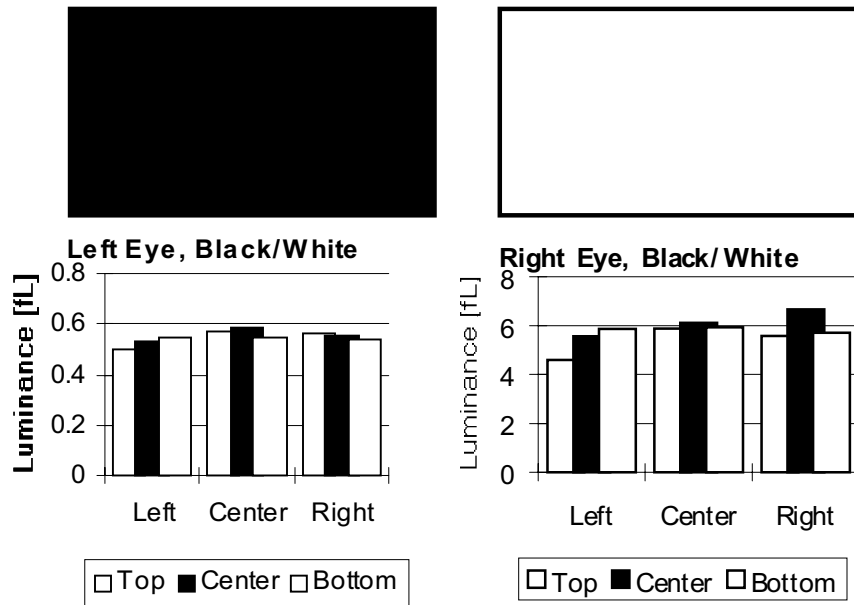 Left Eye, Black/White
Luminance [fL]
0.8
0.6
0.4
0.2
0
Left Center Right
Top Center Bottom
Right Eye, Black/White
Luminance [fL]
8
6
4
2
0
Left Center Right
Top Center Bottom